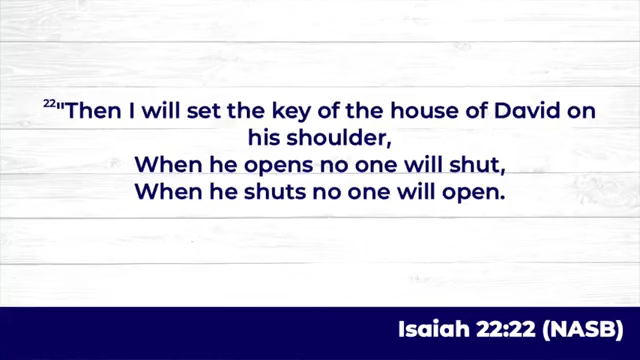 22"Then I will set the key of the house of David on
his shoulder,
When he opens no one will shut,
When he shuts no one will open.
Isaiah 22:22 (NASB)